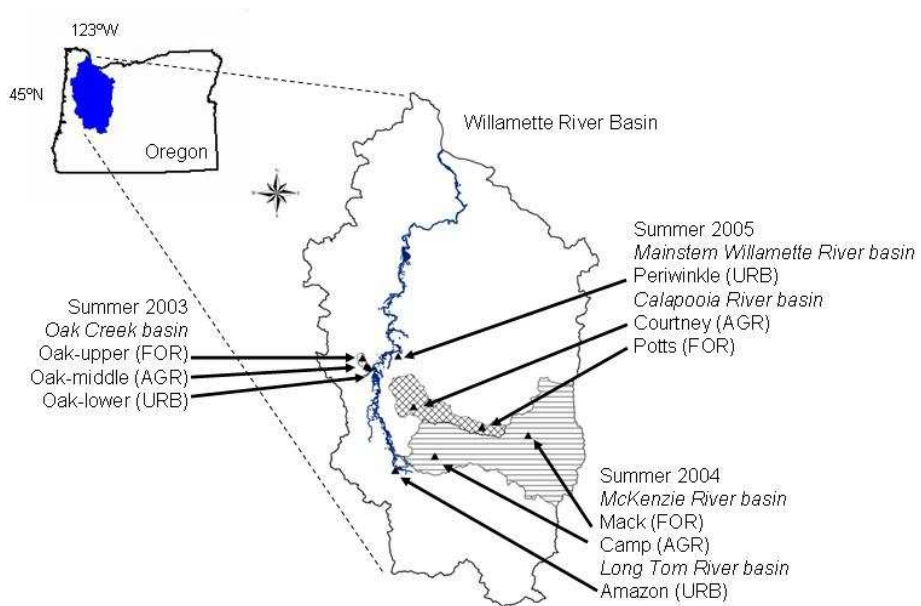 123ºW
45ºN
Oregon
Willamette River Basin
Summer 2005
Mainstem Willamette River basin
Periwinkle (URB)
Calapooia River basin
Courtney (AGR)
Potts (FOR)
Summer 2003
Oak Creek basin
Oak-upper (FOR)
Oak-middle (AGR)
Oak-lower (URB)
Summer 2004
McKenzie River basin
Mack (FOR)
Camp (AGR)
Long Tom River basin
Amazon (URB)